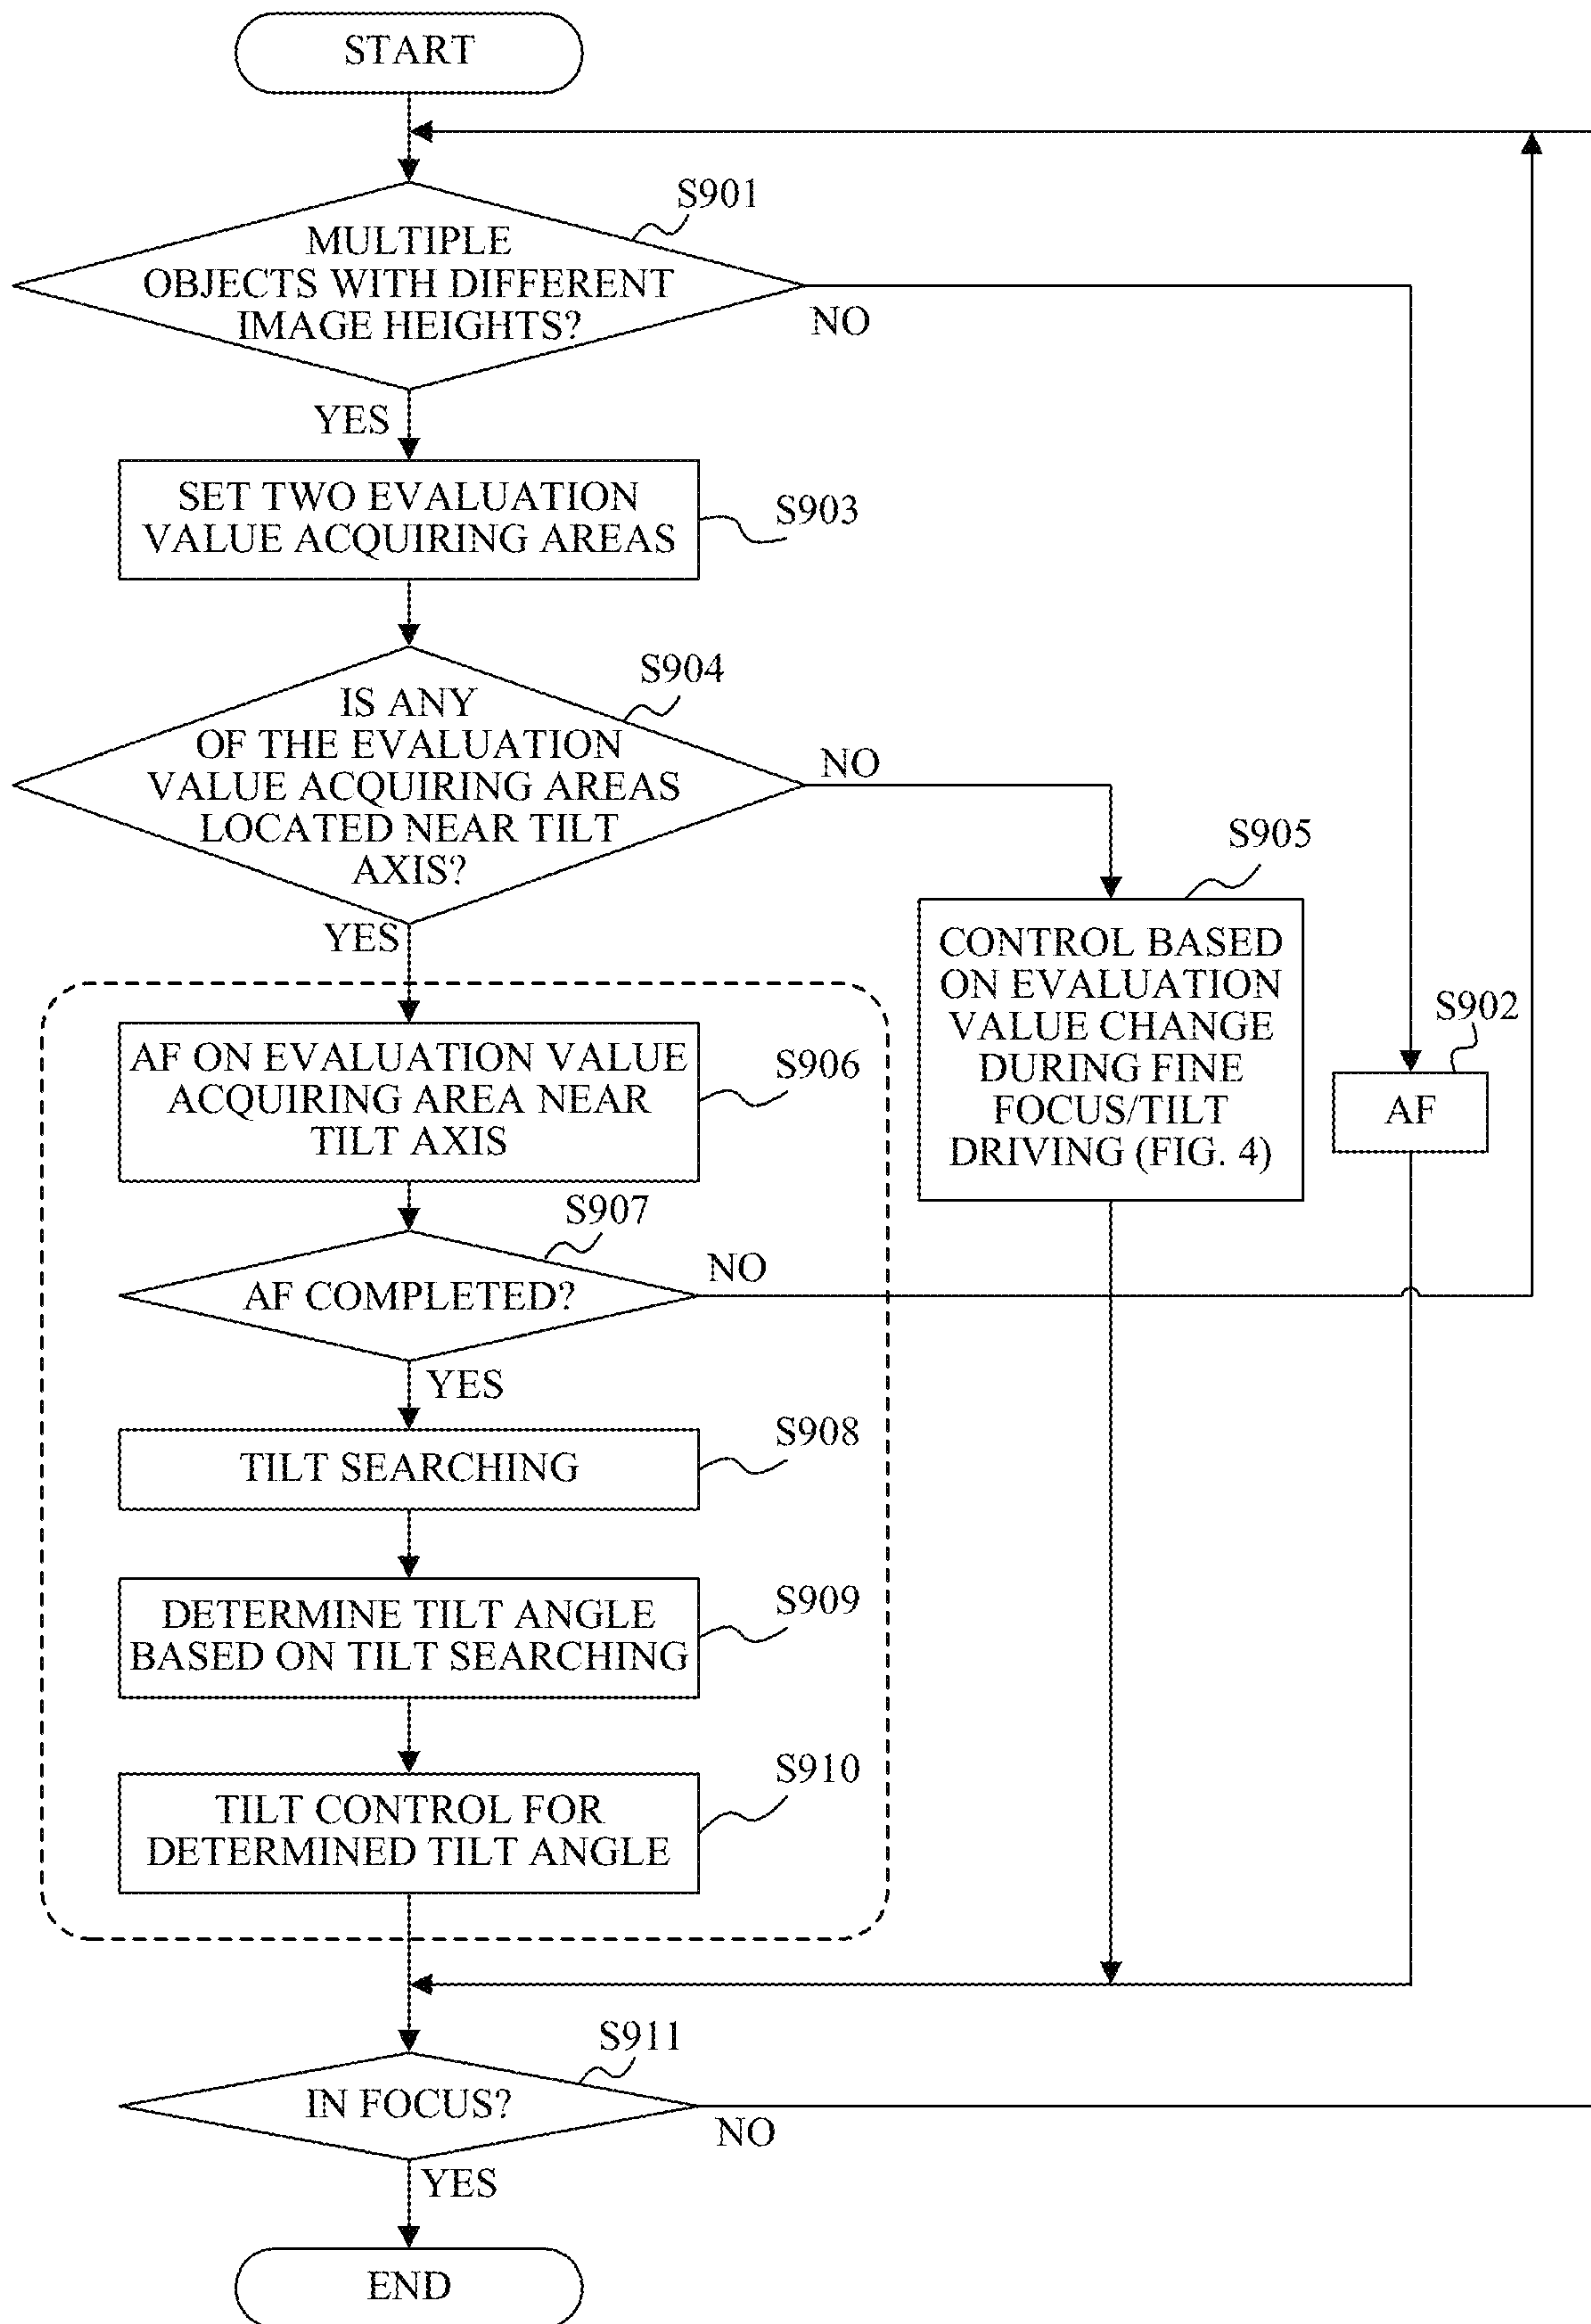 START
S901
MULTIPLE
OBJECTS WITH DIFFERENT
IMAGE HEIGHTS?
NO
YES
SET TWO EVALUATION
VALUE ACQUIRING AREAS
S903
S904
IS ANY
OF THE EVALUATION
VALUE ACQUIRING AREAS
LOCATED NEAR TILT
AXIS?
NO
YES
S905
CONTROL BASED
ON EVALUATION
VALUE CHANGE
DURING FINE
FOCUS/TILT
DRIVING (FIG. 4)
S902
AF
AF ON EVALUATION VALUE
ACQUIRING AREA NEAR
TILT AXIS
S906
S907
AF COMPLETED?
NO
YES
S908
TILT SEARCHING
S909
DETERMINE TILT ANGLE
BASED ON TILT SEARCHING
S910
TILT CONTROL FOR
DETERMINED TILT ANGLE
S911
IN FOCUS?
NO
YES
END